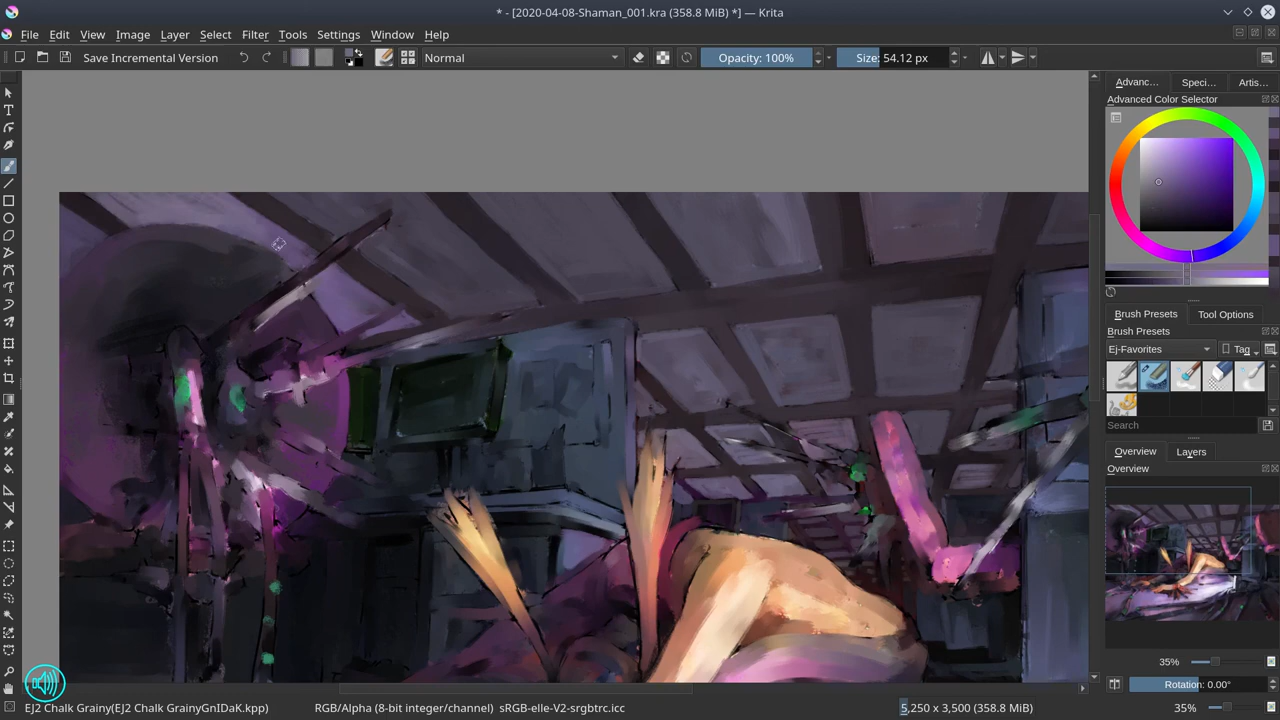 * - [2020-04-08-Shaman_001.kra (358.8 MiB) *] — Krita
File Edit View Image Layer Select Filter Tools Settings Window Help
Save Incremental Version Normal Opacity: 100% Size: 54.12 px
Advanc... Speci... Artis...
Advanced Color Selector
Brush Presets Tool Options
Brush Presets
Ej-Favorites Tag
Search
Overview Layers
Overview
35%
Rotation: 0.00°
EJ2 Chalk Grainy(EJ2 Chalk GrainyGnIDaK.kpp) RGB/Alpha (8-bit integer/channel) sRGB-elle-V2-srgbtrc.icc 5,250 x 3,500 (358.8 MiB) 35%